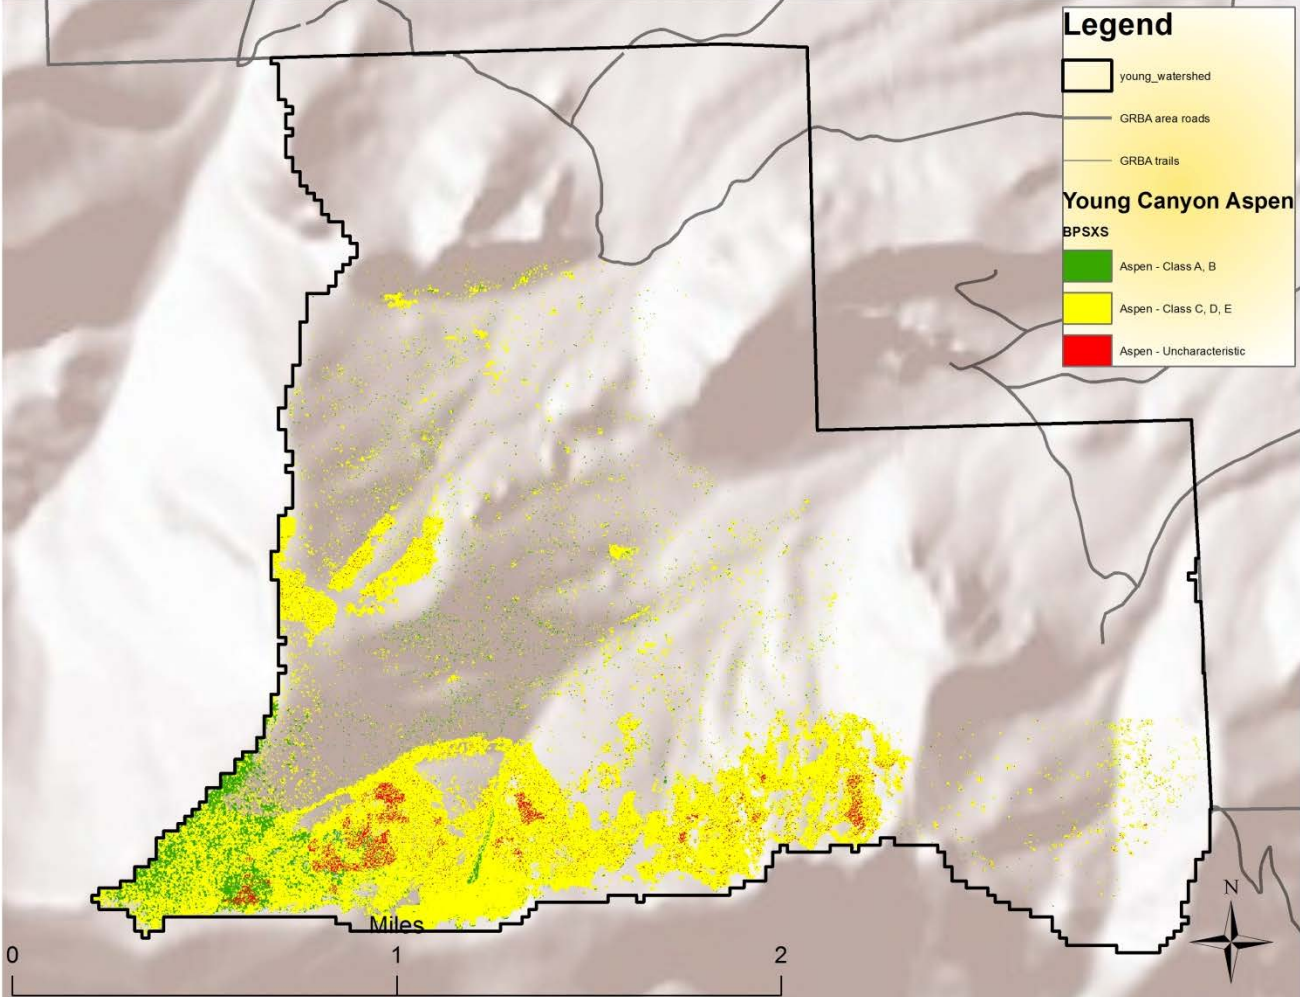 Legend
young_watershed
GRBA area roads
GRBA trails
Young Canyon Aspen
BPSXS
Aspen - Class A, B
Aspen - Class C, D, E
Aspen - Uncharacteristic
N
Miles
0 1 2